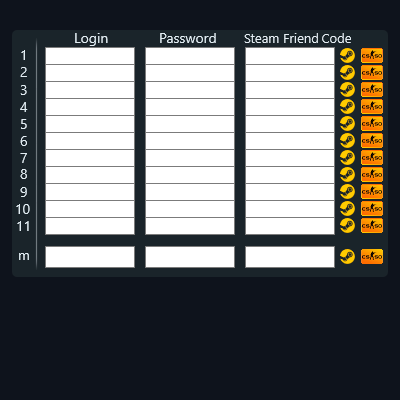 Login Password Steam Friend Code
1 CS:GO
2 CS:GO
3 CS:GO
4 CS:GO
5 CS:GO
6 CS:GO
7 CS:GO
8 CS:GO
9 CS:GO
10 CS:GO
11 CS:GO
m CS:GO